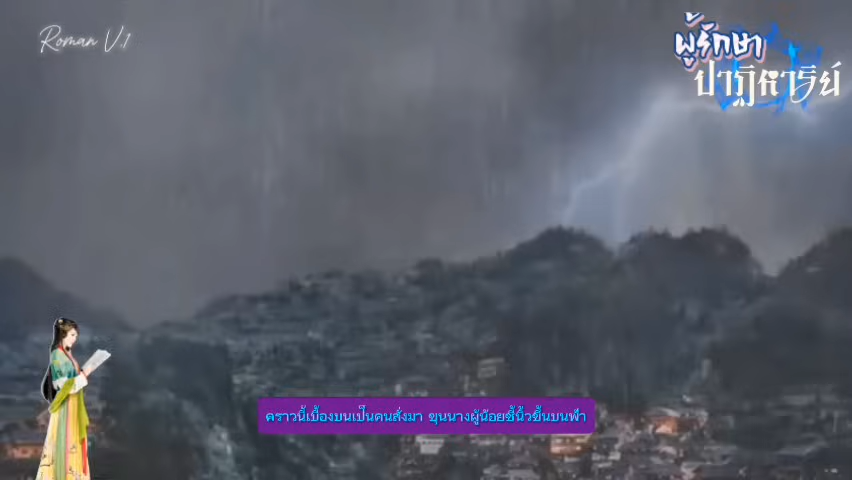 Roman V.1
ผู้รักษา
ปาฏิหาริย์
คราวนี้เบื้องบนเป็นคนสั่งมา ขุนนางผู้น้อยชี้นิ้วขึ้นบนฟ้า